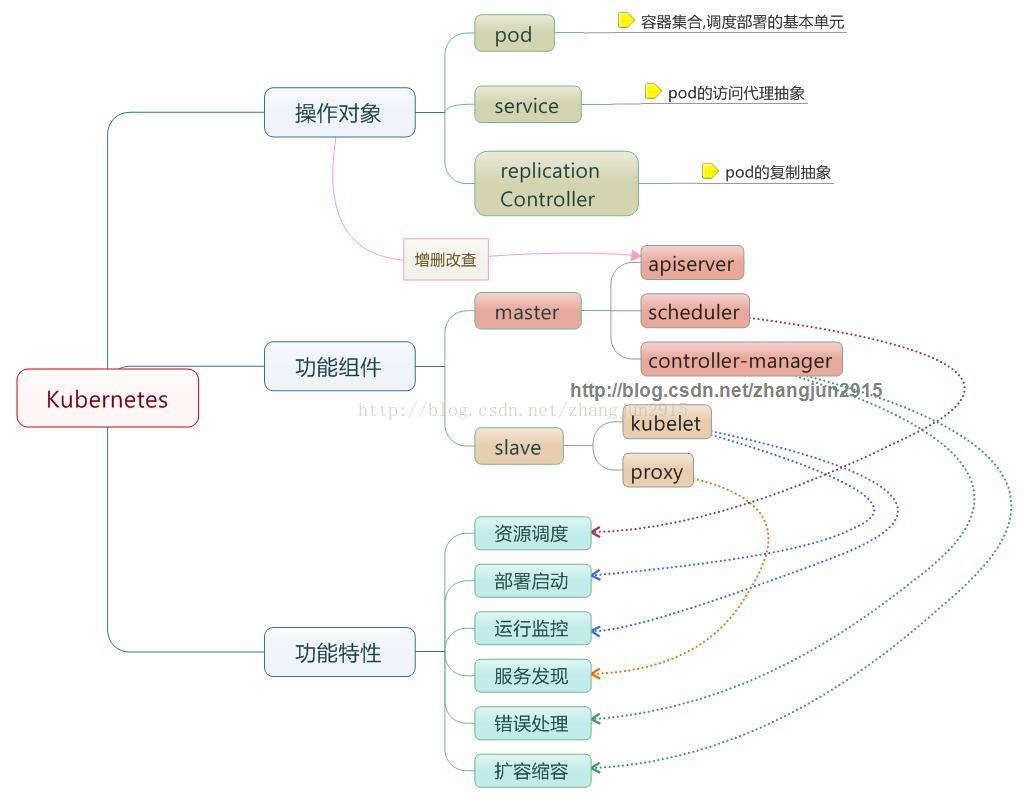 pod
容器集合,调度部署的基本单元
操作对象
service
pod的访问代理抽象
replication
Controller
pod的复制抽象
增删改查
apiserver
master
scheduler
controller-manager
功能组件
Kubernetes
http://blog.csdn.net/zhangjun2915
http://blog.csdn.net/zhangjun2915
kubelet
slave
proxy
资源调度
部署启动
运行监控
功能特性
服务发现
错误处理
扩容缩容